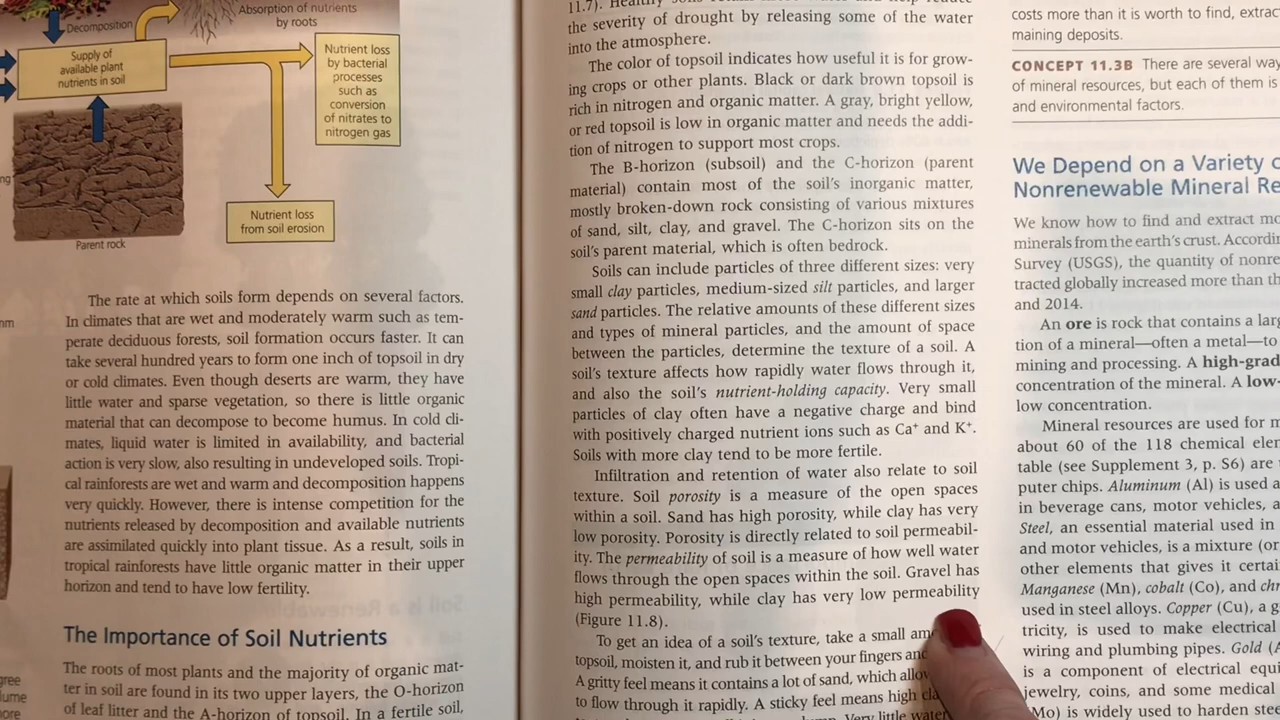 Decomposition
Absorption of nutrients
by roots
Supply of
available plant
nutrients in soil
Nutrient loss
by bacterial
processes
such as
conversion
of nitrates to
nitrogen gas
Nutrient loss
from soil erosion
Parent rock
The rate at which soils form depends on several factors.
In climates that are wet and moderately warm such as tem-
perate deciduous forests, soil formation occurs faster. It can
take several hundred years to form one inch of topsoil in dry
or cold climates. Even though deserts are warm, they have
little water and sparse vegetation, so there is little organic
material that can decompose to become humus. In cold cli-
mates, liquid water is limited in availability, and bacterial
action is very slow, also resulting in undeveloped soils. Tropi-
cal rainforests are wet and warm and decomposition happens
very quickly. However, there is intense competition for the
nutrients released by decomposition and available nutrients
are assimilated quickly into plant tissue. As a result, soils in
tropical rainforests have little organic matter in their upper
horizon and tend to have low fertility.
The Importance of Soil Nutrients
The roots of most plants and the majority of organic mat-
ter in soil are found in its two upper layers, the O-horizon
of leaf litter and the A-horizon of topsoil. In a fertile soil,
11.7). Healthy soils
the severity of drought by releasing some of the water
into the atmosphere.
The color of topsoil indicates how useful it is for grow-
ing crops or other plants. Black or dark brown topsoil is
rich in nitrogen and organic matter. A gray, bright yellow,
or red topsoil is low in organic matter and needs the addi-
tion of nitrogen to support most crops.
The B-horizon (subsoil) and the C-horizon (parent
material) contain most of the soil's inorganic matter,
mostly broken-down rock consisting of various mixtures
of sand, silt, clay, and gravel. The C-horizon sits on the
soil's parent material, which is often bedrock.
Soils can include particles of three different sizes: very
small clay particles, medium-sized silt particles, and larger
sand particles. The relative amounts of these different sizes
and types of mineral particles, and the amount of space
between the particles, determine the texture of a soil. A
soil's texture affects how rapidly water flows through it,
and also the soil's nutrient-holding capacity. Very small
particles of clay often have a negative charge and bind
with positively charged nutrient ions such as Ca⁺ and K⁺.
Soils with more clay tend to be more fertile.
Infiltration and retention of water also relate to soil
texture. Soil porosity is a measure of the open spaces
within a soil. Sand has high porosity, while clay has very
low porosity. Porosity is directly related to soil permeabil-
ity. The permeability of soil is a measure of how well water
flows through the open spaces within the soil. Gravel has
high permeability, while clay has very low permeability
(Figure 11.8).
To get an idea of a soil's texture, take a small am
topsoil, moisten it, and rub it between your fingers and
A gritty feel means it contains a lot of sand, which allow
to flow through it rapidly. A sticky feel means high cla
Very little water
costs more than it is worth to find, extrac
maining deposits.
CONCEPT 11.3B There are several way
of mineral resources, but each of them is
and environmental factors.
We Depend on a Variety o
Nonrenewable Mineral Re
We know how to find and extract mo
minerals from the earth's crust. Accordin
Survey (USGS), the quantity of nonre
tracted globally increased more than th
and 2014.
An ore is rock that contains a larg
tion of a mineral—often a metal—to
mining and processing. A high-grad
concentration of the mineral. A low-
low concentration.
Mineral resources are used for m
about 60 of the 118 chemical elem
table (see Supplement 3, p. S6) are
puter chips. Aluminum (Al) is used a
in beverage cans, motor vehicles, a
Steel, an essential material used in
and motor vehicles, is a mixture (or
other elements that gives it certai
Manganese (Mn), cobalt (Co), and chr
used in steel alloys. Copper (Cu), a g
tricity, is used to make electrical
wiring and plumbing pipes. Gold (A
is a component of electrical equi
jewelry, coins, and some medical
(Mo) is widely used to harden stee